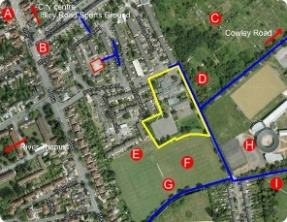 A
City centre
Iffley Road Sports Ground
C
Cowley Road
B
D
H
River Thames
E
F
G
I